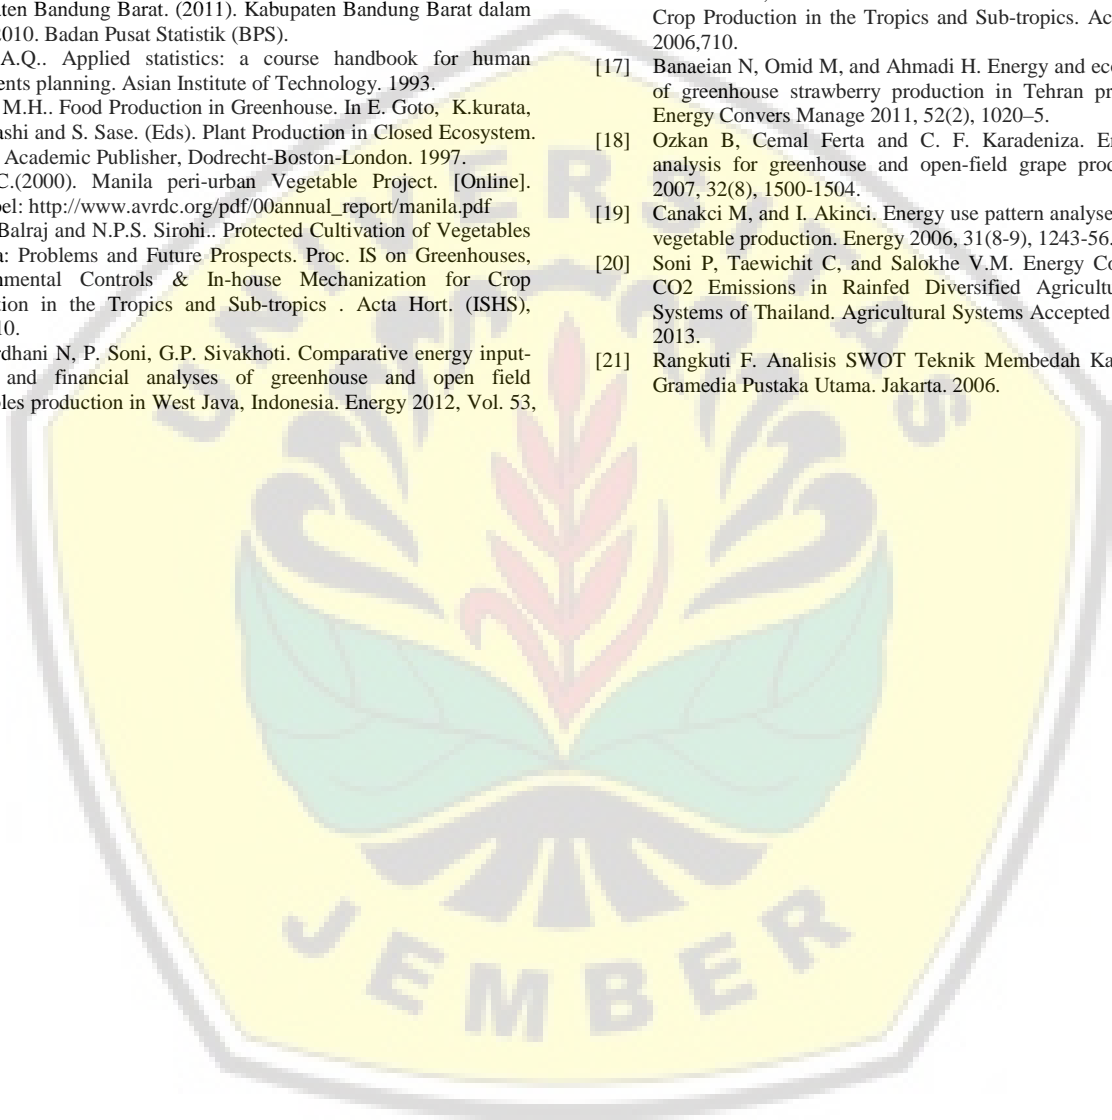 aten Bandung Barat. (2011). Kabupaten Bandung Barat dalam
2010. Badan Pusat Statistik (BPS).
A.Q.. Applied statistics: a course handbook for human
ents planning. Asian Institute of Technology. 1993.
M.H.. Food Production in Greenhouse. In E. Goto, K.kurata,
ashi and S. Sase. (Eds). Plant Production in Closed Ecosystem.
Academic Publisher, Dodrecht-Boston-London. 1997.
C.(2000). Manila peri-urban Vegetable Project. [Online].
bel: http://www.avrdc.org/pdf/00annual_report/manila.pdf
Balraj and N.P.S. Sirohi.. Protected Cultivation of Vegetables
a: Problems and Future Prospects. Proc. IS on Greenhouses,
nmental Controls & In-house Mechanization for Crop
tion in the Tropics and Sub-tropics . Acta Hort. (ISHS),
10.
rdhani N, P. Soni, G.P. Sivakhoti. Comparative energy input-
and financial analyses of greenhouse and open field
les production in West Java, Indonesia. Energy 2012, Vol. 53,
Crop Production in the Tropics and Sub-tropics. Ac
2006,710.
[17] Banaeian N, Omid M, and Ahmadi H. Energy and eco
of greenhouse strawberry production in Tehran pr
Energy Convers Manage 2011, 52(2), 1020–5.
[18] Ozkan B, Cemal Ferta and C. F. Karadeniza. En
analysis for greenhouse and open-field grape prod
2007, 32(8), 1500-1504.
[19] Canakci M, and I. Akinci. Energy use pattern analyse
vegetable production. Energy 2006, 31(8-9), 1243-56.
[20] Soni P, Taewichit C, and Salokhe V.M. Energy Co
CO2 Emissions in Rainfed Diversified Agricultu
Systems of Thailand. Agricultural Systems Accepted
2013.
[21] Rangkuti F. Analisis SWOT Teknik Membedah Ka
Gramedia Pustaka Utama. Jakarta. 2006.
UNIVERSITAS
JEMBER